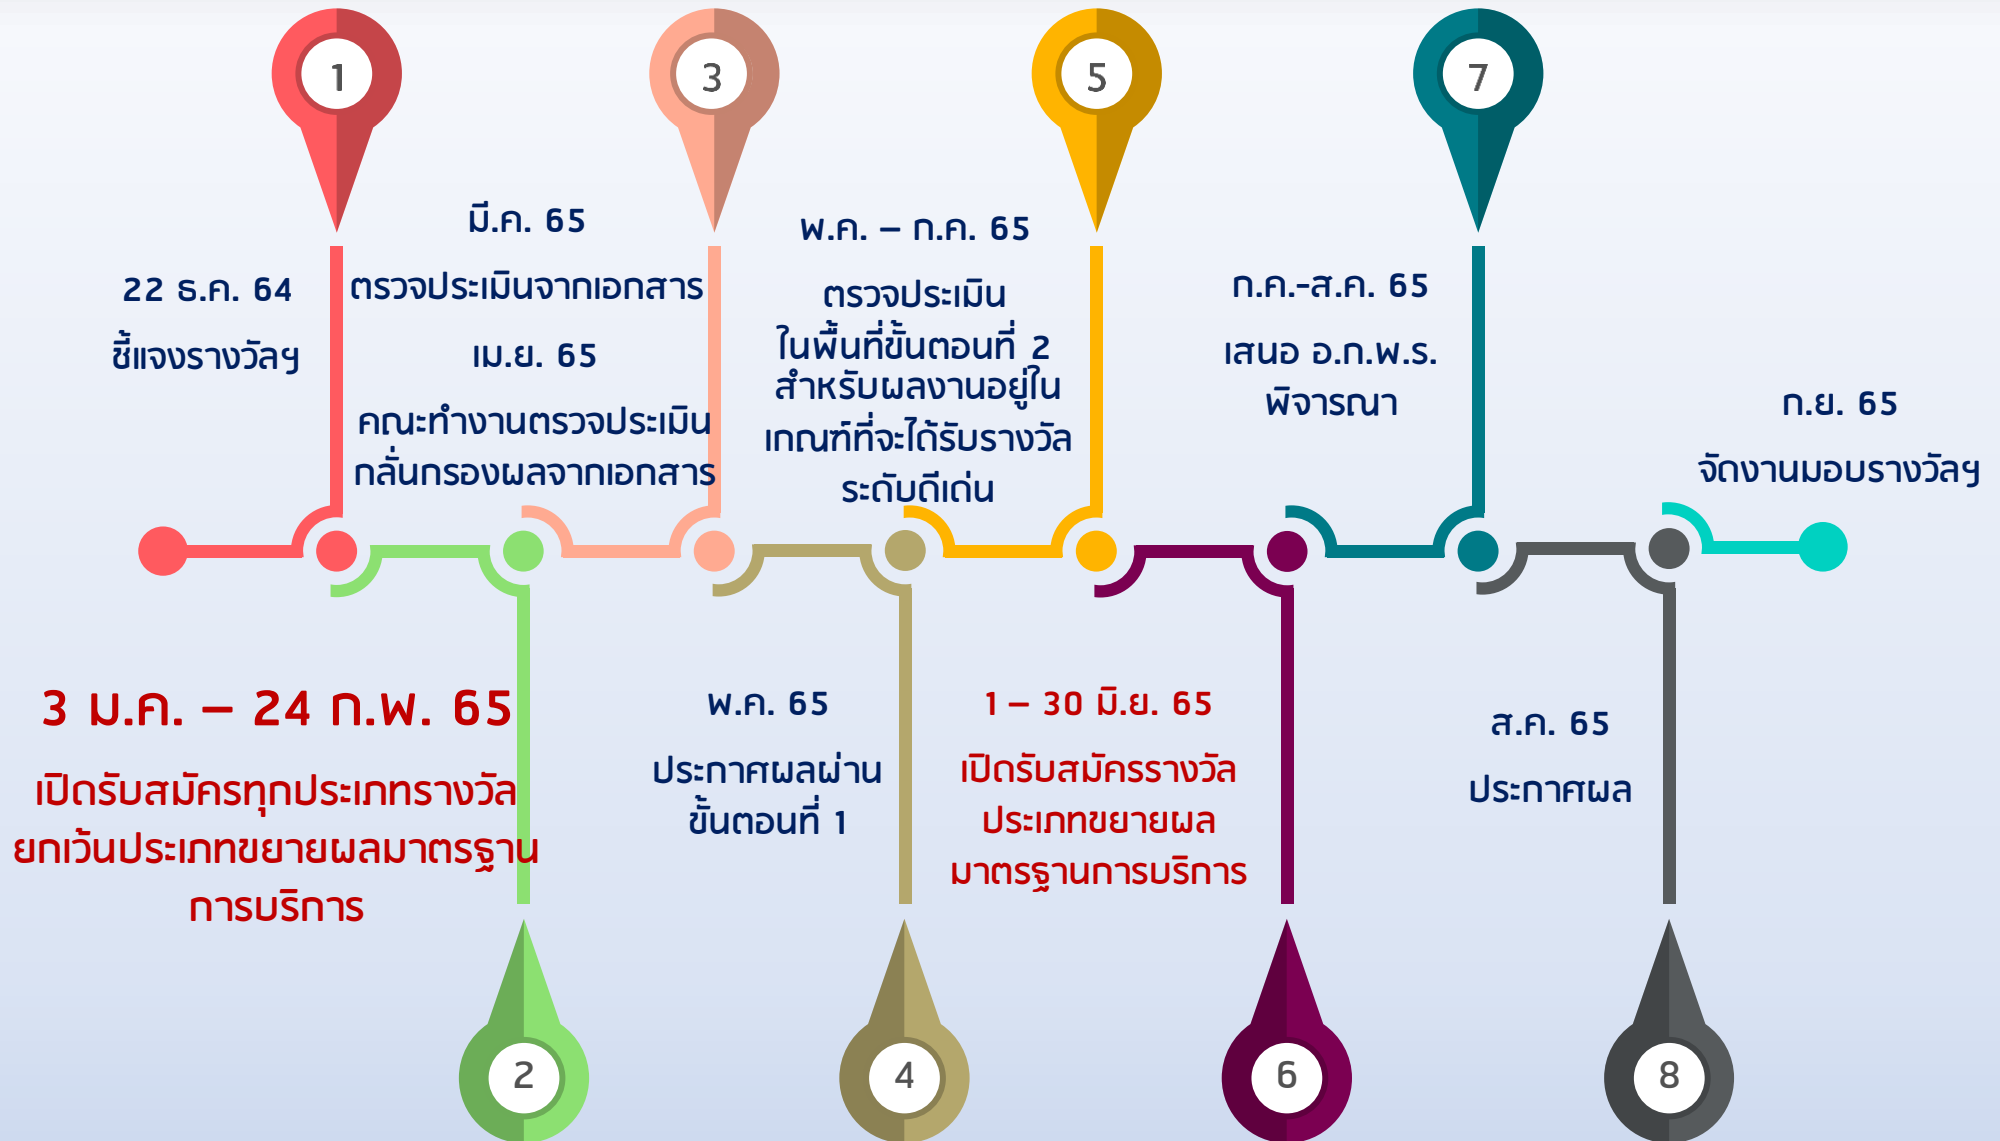 1
22 ธ.ค. 64
ชี้แจงรางวัลฯ
2
3 ม.ค. – 24 ก.พ. 65
เปิดรับสมัครทุกประเภทรางวัล
ยกเว้นประเภทขยายผลมาตรฐาน
การบริการ
3
มี.ค. 65
ตรวจประเมินจากเอกสาร
เม.ย. 65
คณะทำงานตรวจประเมิน
กลั่นกรองผลจากเอกสาร
4
พ.ค. 65
ประกาศผลผ่าน
ขั้นตอนที่ 1
5
พ.ค. – ก.ค. 65
ตรวจประเมิน
ในพื้นที่ขั้นตอนที่ 2
สำหรับผลงานอยู่ใน
เกณฑ์ที่จะได้รับรางวัล
ระดับดีเด่น
6
1 – 30 มิ.ย. 65
เปิดรับสมัครรางวัล
ประเภทขยายผล
มาตรฐานการบริการ
7
ก.ค.-ส.ค. 65
เสนอ อ.ก.พ.ร.
พิจารณา
8
ส.ค. 65
ประกาศผล
ก.ย. 65
จัดงานมอบรางวัลฯ